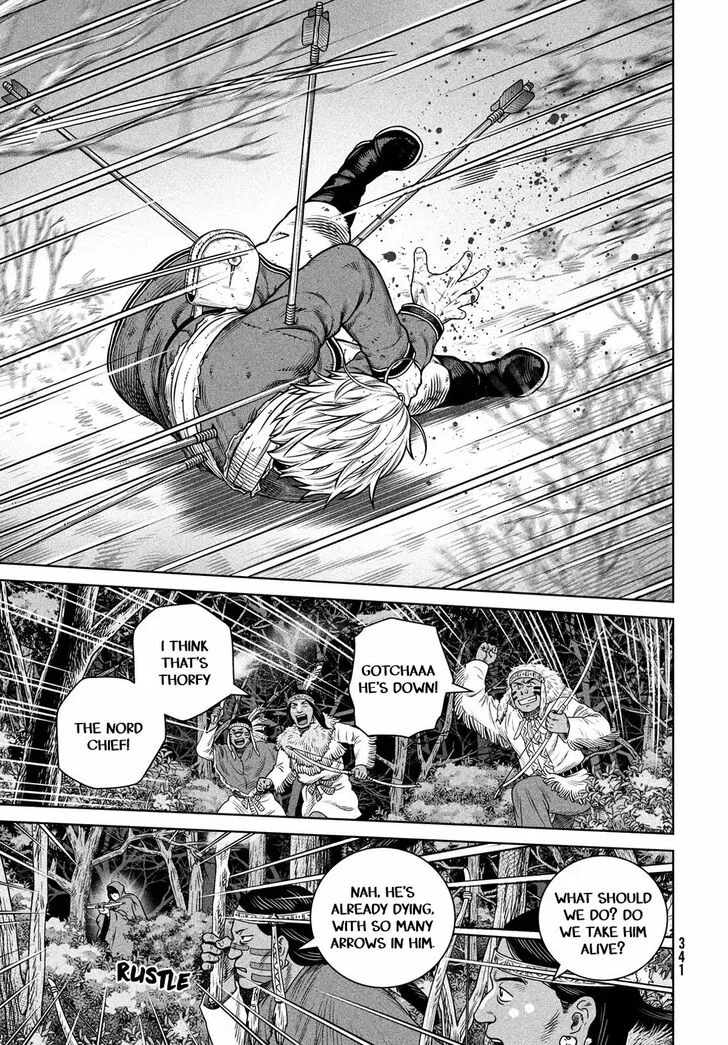 GOTCHAAA
HE'S DOWN!
I THINK
THAT'S
THORFY
THE NORD
CHIEF!
WHAT SHOULD
WE DO? DO
WE TAKE HIM
ALIVE?
NAH, HE'S
ALREADY DYING,
WITH SO MANY
ARROWS IN HIM.
RUSTLE
341